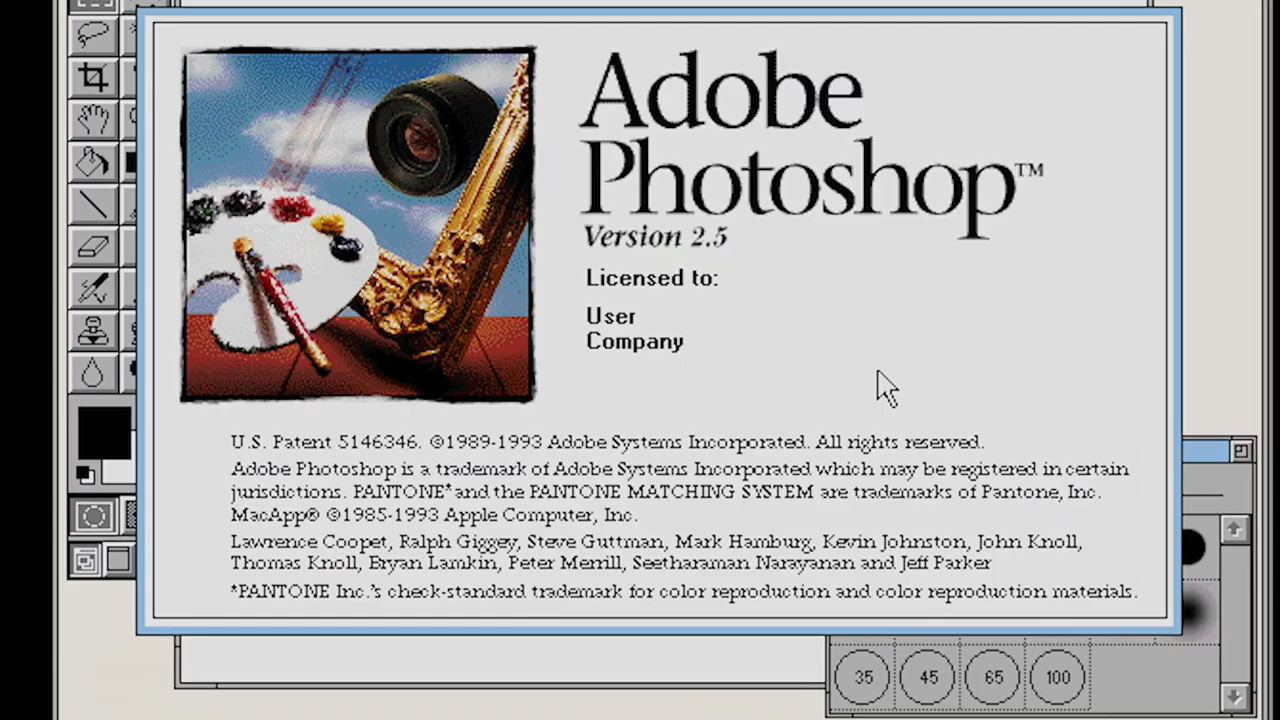 Adobe
Photoshop™
Version 2.5
Licensed to:
User
Company
U.S. Patent 5146346. ©1989-1993 Adobe Systems Incorporated. All rights reserved.
Adobe Photoshop is a trademark of Adobe Systems Incorporated which may be registered in certain
jurisdictions. PANTONE* and the PANTONE MATCHING SYSTEM are trademarks of Pantone, Inc.
MacApp® ©1985-1993 Apple Computer, Inc.
Lawrence Coopet, Ralph Giggey, Steve Guttman, Mark Hamburg, Kevin Johnston, John Knoll,
Thomas Knoll, Bryan Lamkin, Peter Merrill, Seetharaman Narayanan and Jeff Parker
*PANTONE Inc.'s check-standard trademark for color reproduction and color reproduction materials.
35 45 65 100